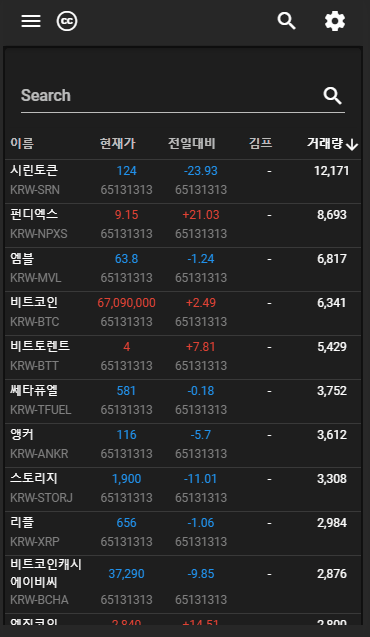 cc
Search
이름 현재가 전일대비 김프 거래량
시린토큰 124 -23.93 - 12,171
KRW-SRN 65131313 65131313
펀디엑스 9.15 +21.03 - 8,693
KRW-NPXS 65131313 65131313
엠블 63.8 -1.24 - 6,817
KRW-MVL 65131313 65131313
비트코인 67,090,000 +2.49 - 6,341
KRW-BTC 65131313 65131313
비트토렌트 4 +7.81 - 5,429
KRW-BTT 65131313 65131313
쎄타퓨엘 581 -0.18 - 3,752
KRW-TFUEL 65131313 65131313
앵커 116 -5.7 - 3,612
KRW-ANKR 65131313 65131313
스토리지 1,900 -11.01 - 3,308
KRW-STORJ 65131313 65131313
리플 656 -1.06 - 2,984
KRW-XRP 65131313 65131313
비트코인캐시
에이비씨 37,290 -9.85 - 2,876
KRW-BCHA 65131313 65131313
2,840 +14.51 - 2,800